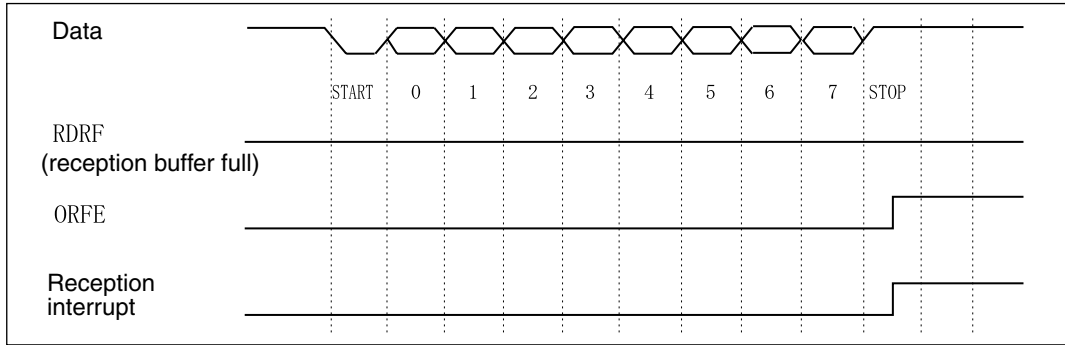 Data
START 0 1 2 3 4 5 6 7 STOP
RDRF
(reception buffer full)
ORFE
Reception
interrupt